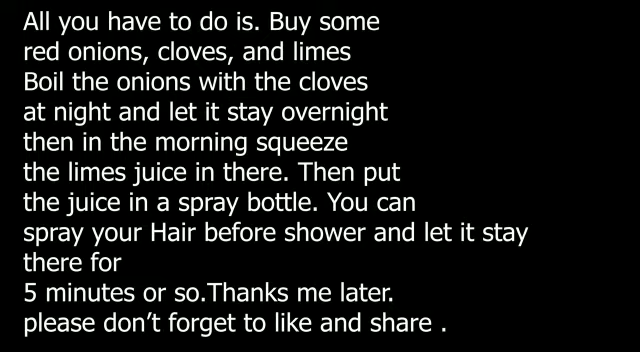 All you have to do is. Buy some
red onions, cloves, and limes
Boil the onions with the cloves
at night and let it stay overnight
then in the morning squeeze
the limes juice in there. Then put
the juice in a spray bottle. You can
spray your Hair before shower and let it stay
there for
5 minutes or so.Thanks me later.
please don’t forget to like and share .